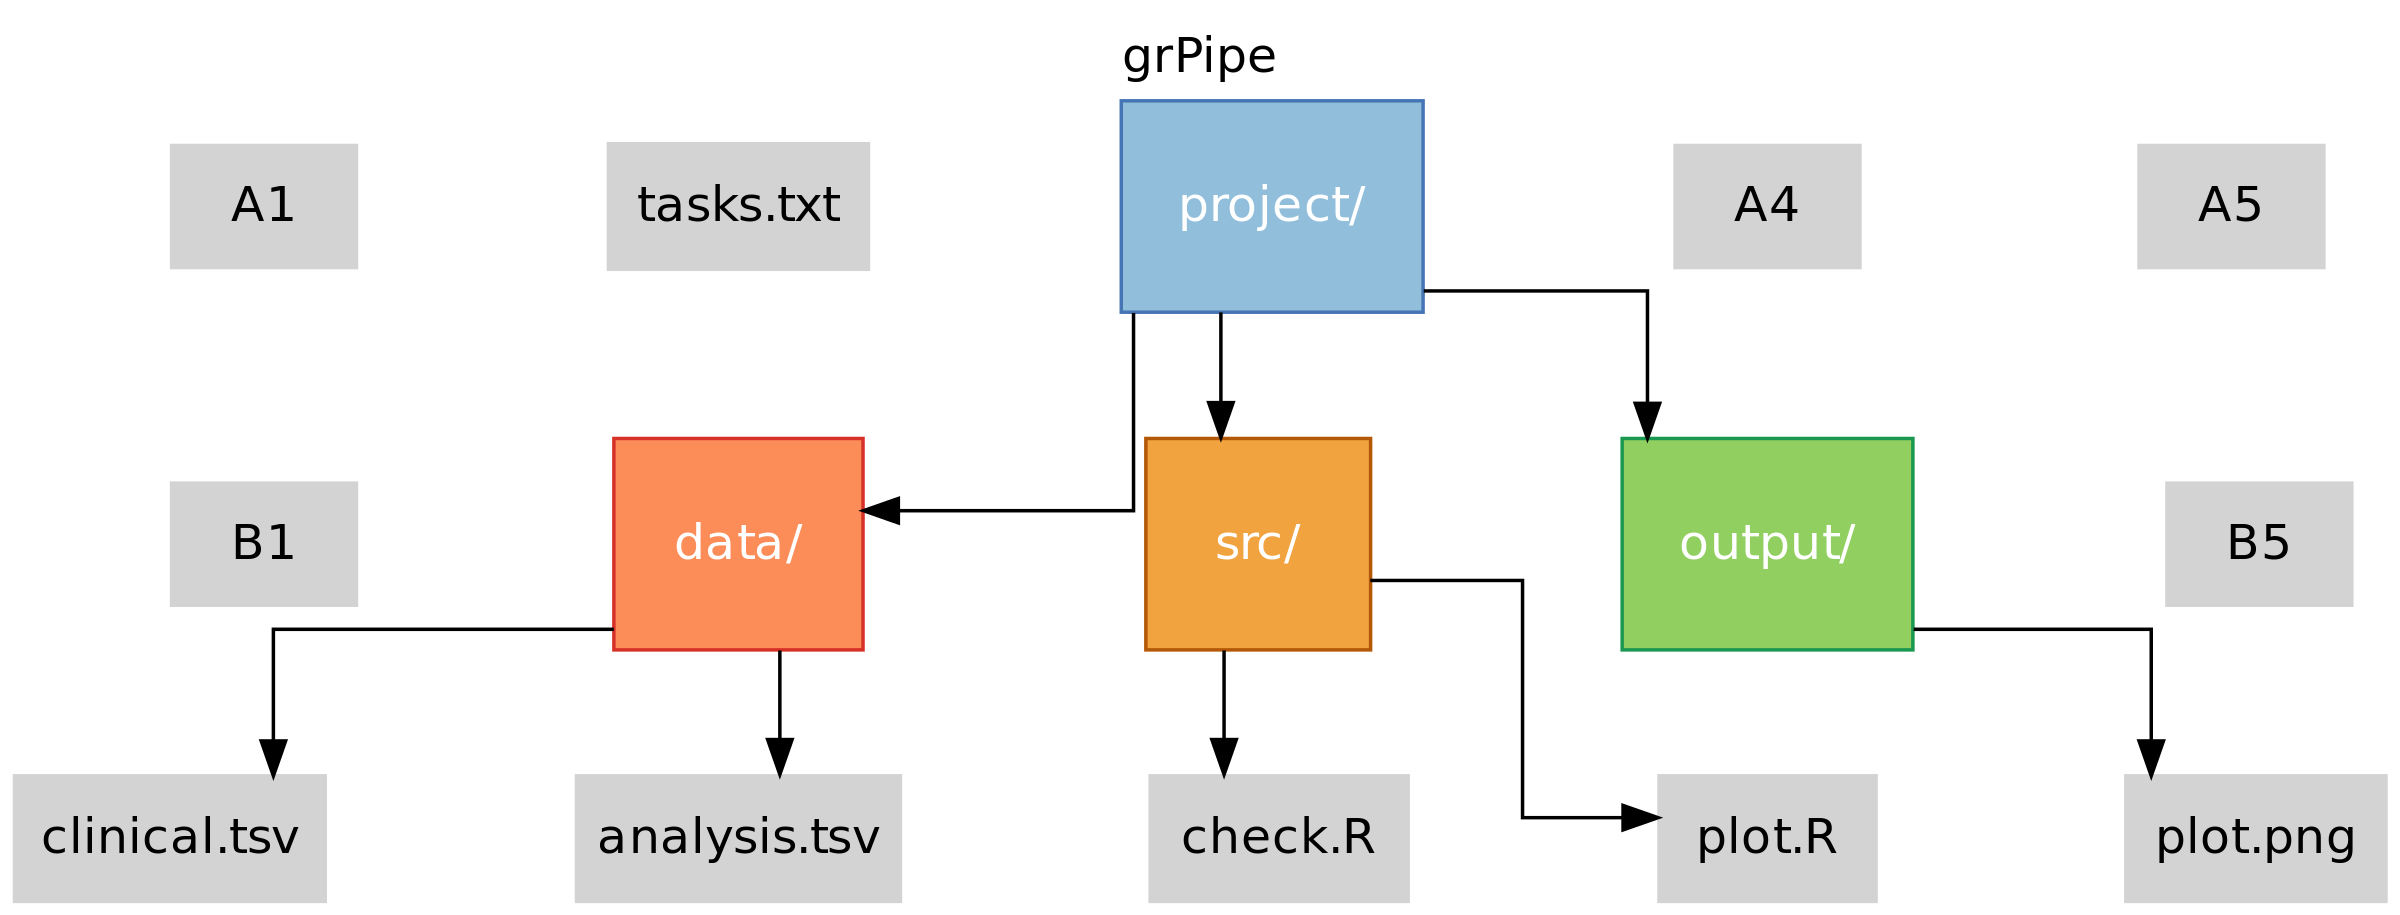 grPipe
A1
tasks.txt
project/
A4
A5
B1
data/
src/
output/
B5
clinical.tsv
analysis.tsv
check.R
plot.R
plot.png